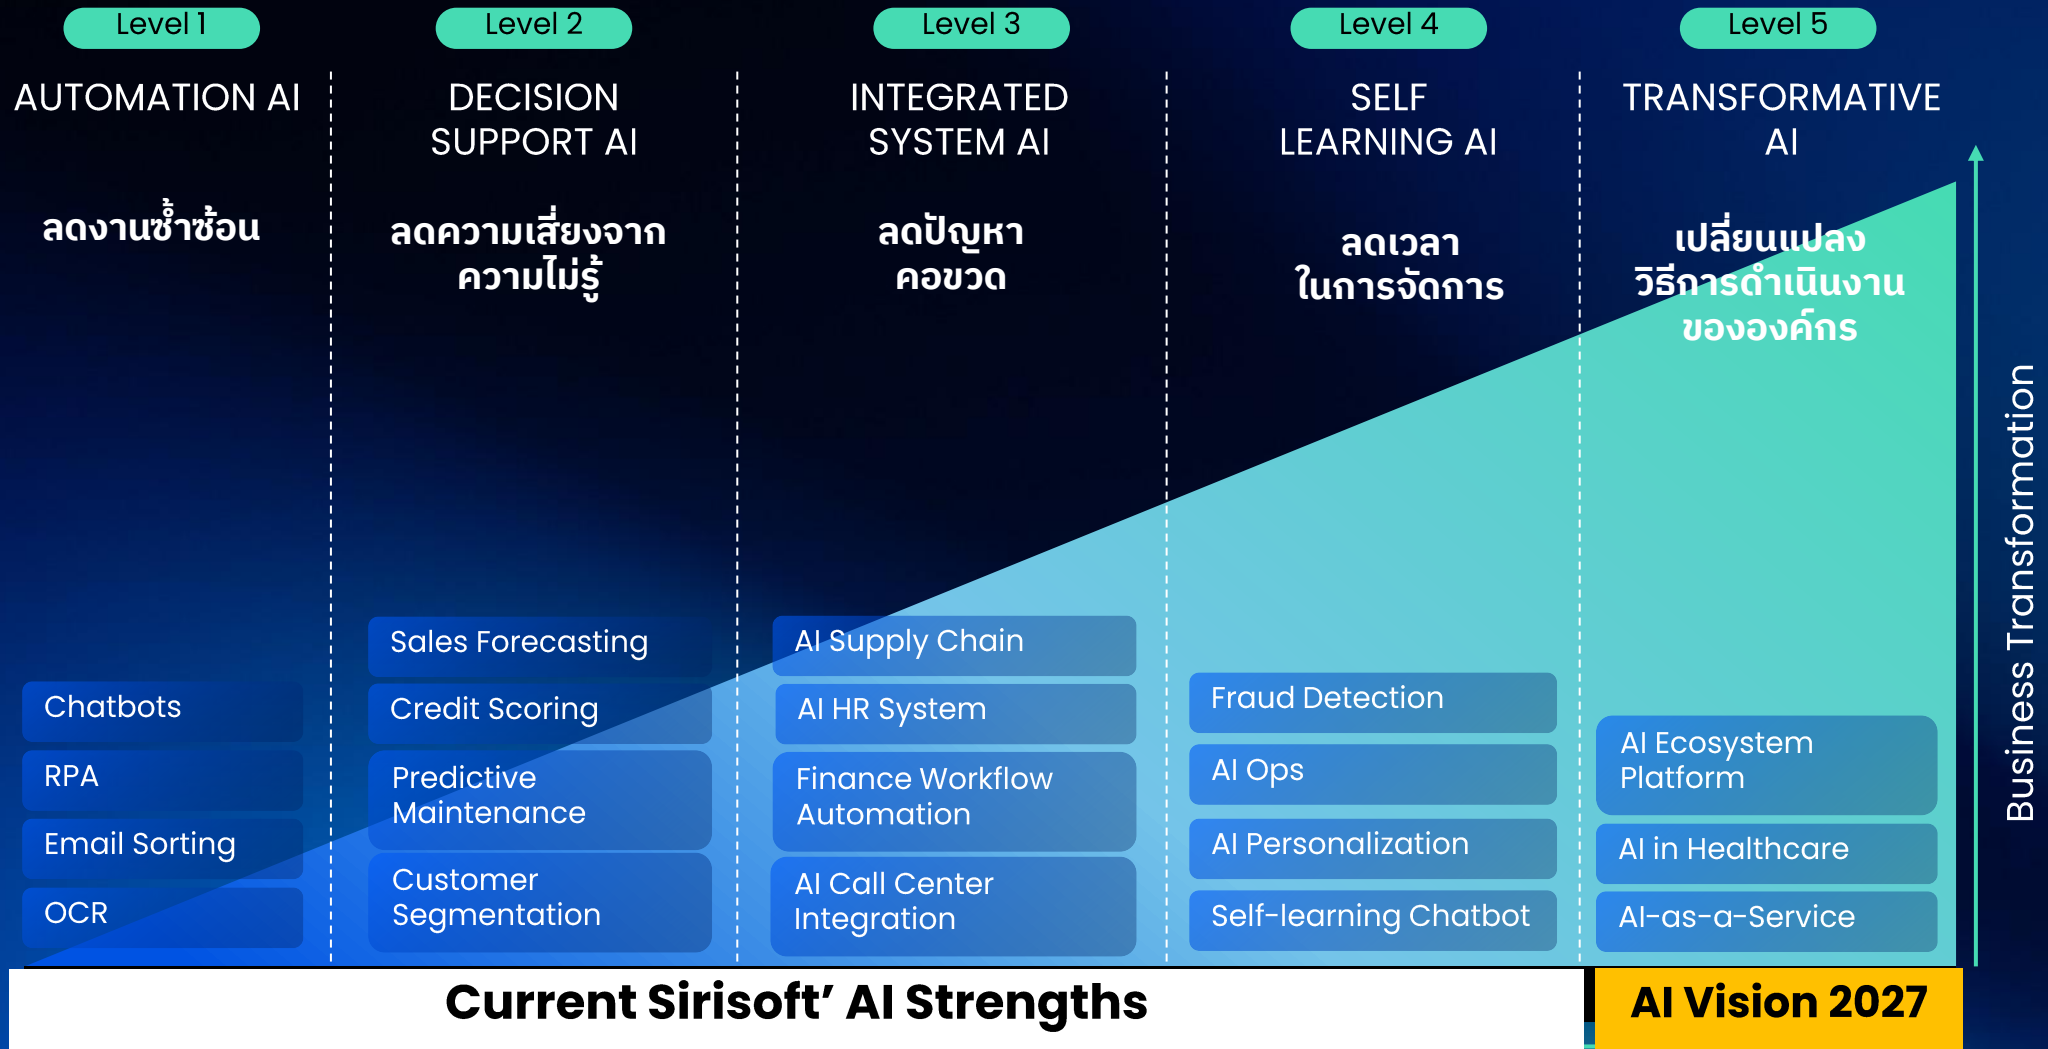 Level 1
AUTOMATION AI
ลดงานซ้ำซ้อน
Chatbots
RPA
Email Sorting
OCR
Level 2
DECISION
SUPPORT AI
ลดความเสี่ยงจาก
ความไม่รู้
Sales Forecasting
Credit Scoring
Predictive
Maintenance
Customer
Segmentation
Level 3
INTEGRATED
SYSTEM AI
ลดปัญหา
คอขวด
AI Supply Chain
AI HR System
Finance Workflow
Automation
AI Call Center
Integration
Level 4
SELF
LEARNING AI
ลดเวลา
ในการจัดการ
Fraud Detection
AI Ops
AI Personalization
Self-learning Chatbot
Level 5
TRANSFORMATIVE
AI
เปลี่ยนแปลง
วิธีการดำเนินงาน
ขององค์กร
AI Ecosystem
Platform
AI in Healthcare
AI-as-a-Service
Business Transformation
Current Sirisoft’ AI Strengths
AI Vision 2027